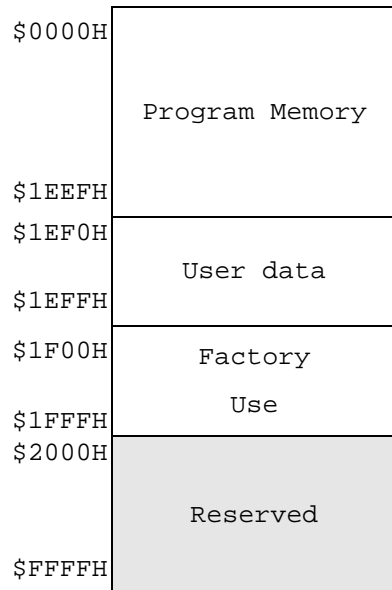 $0000H
Program Memory
$1EEFH
$1EF0H
User data
$1EFFH
$1F00H
Factory
Use
$1FFFH
$2000H
Reserved
$FFFFH